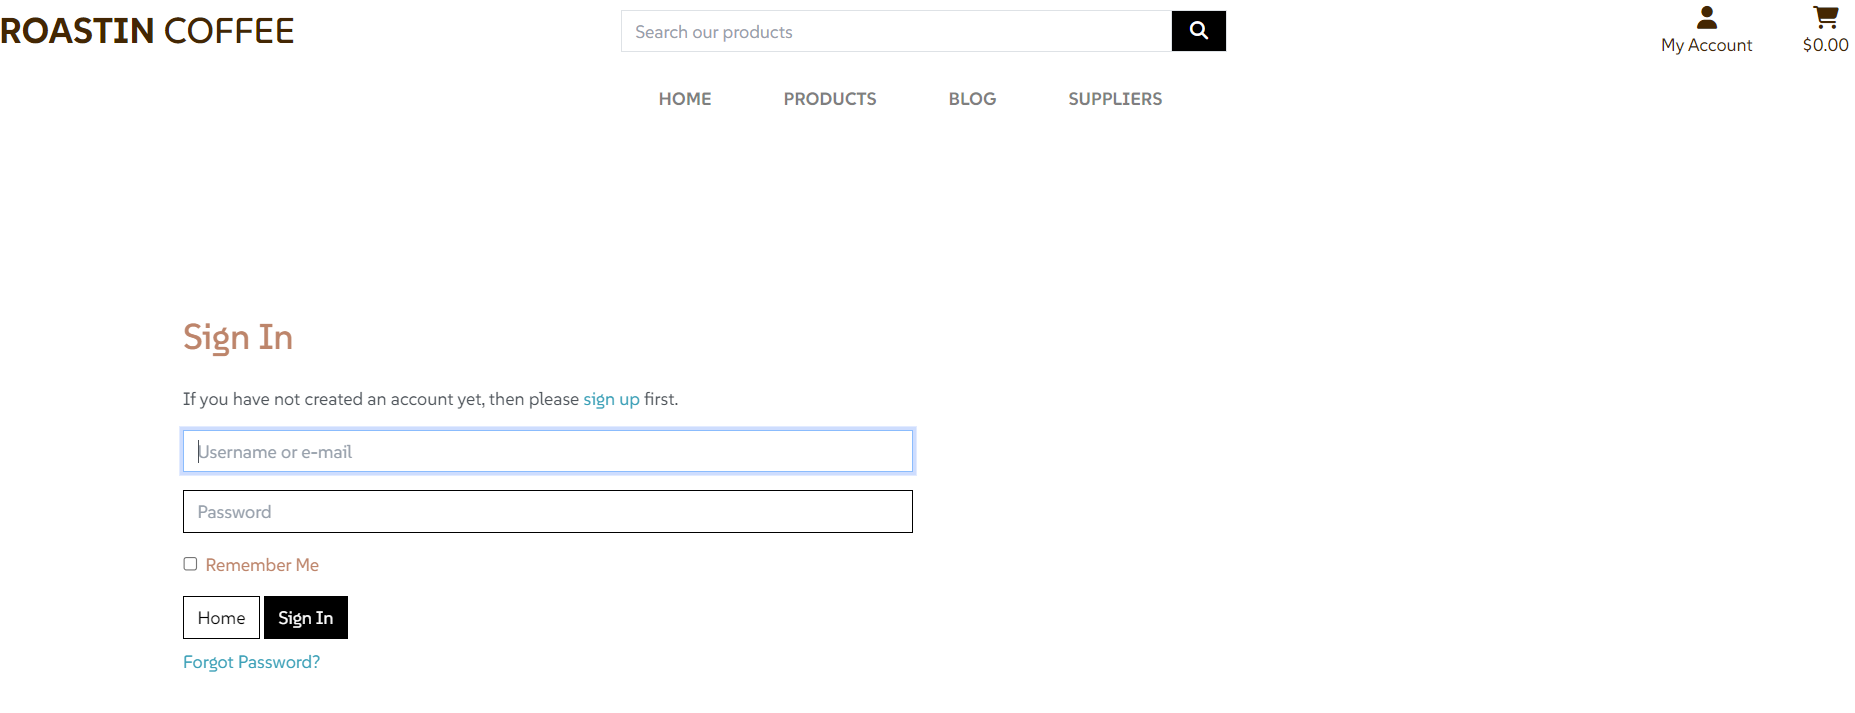 ROASTIN COFFEE
Search our products
My Account
$0.00
HOME PRODUCTS BLOG SUPPLIERS
Sign In
If you have not created an account yet, then please sign up first.
Username or e-mail
Password
Remember Me
Home Sign In
Forgot Password?